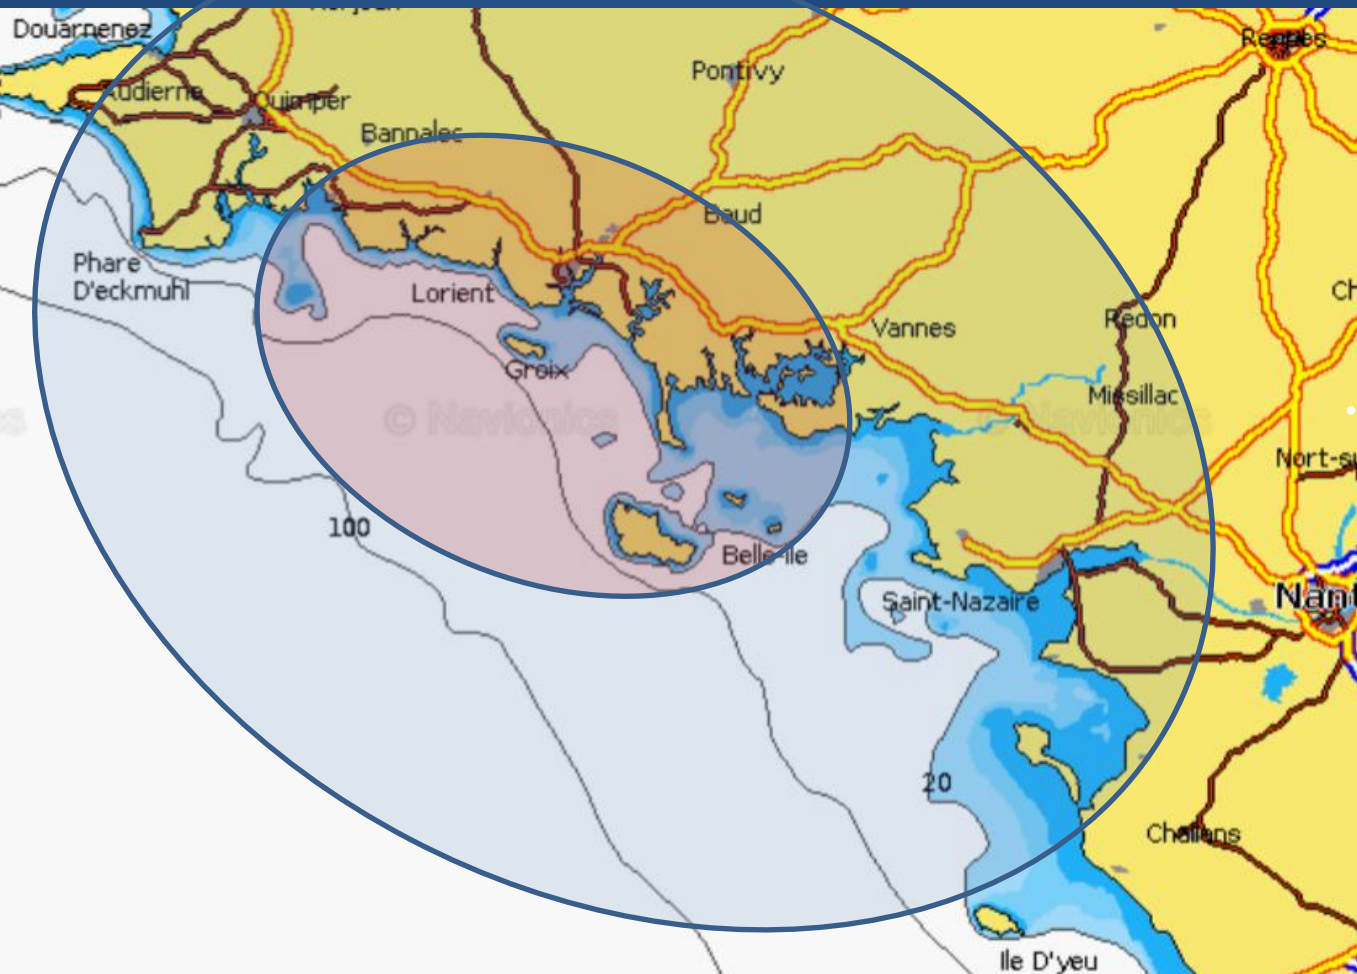 Douarnenez
Rennes
Pontivy
Audierne
Quimper
Bannalec
Baud
Phare
D'eckmuhl
Lorient
Vannes
Redon
Groix
Missillac
© Navionics
© Navionics
Nort-su
100
Belle-ile
Saint-Nazaire
Nant
20
Challans
Ile D'yeu